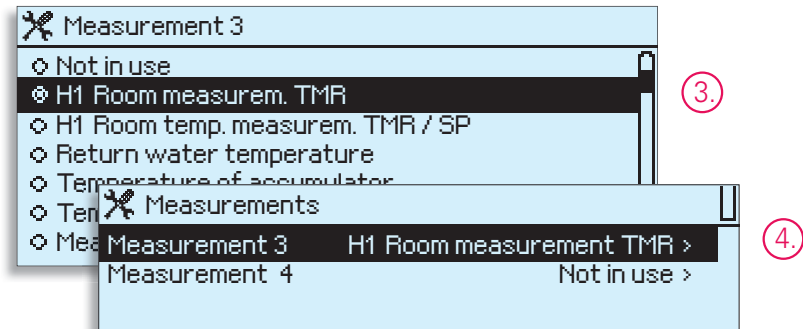 Measurement 3
Not in use
H1 Room measurem. TMR
3.
H1 Room temp. measurem. TMR / SP
Return water temperature
Temperature of accumulator
Measurements
Measurement 3 H1 Room measurement TMR >
4.
Measurement 4 Not in use >